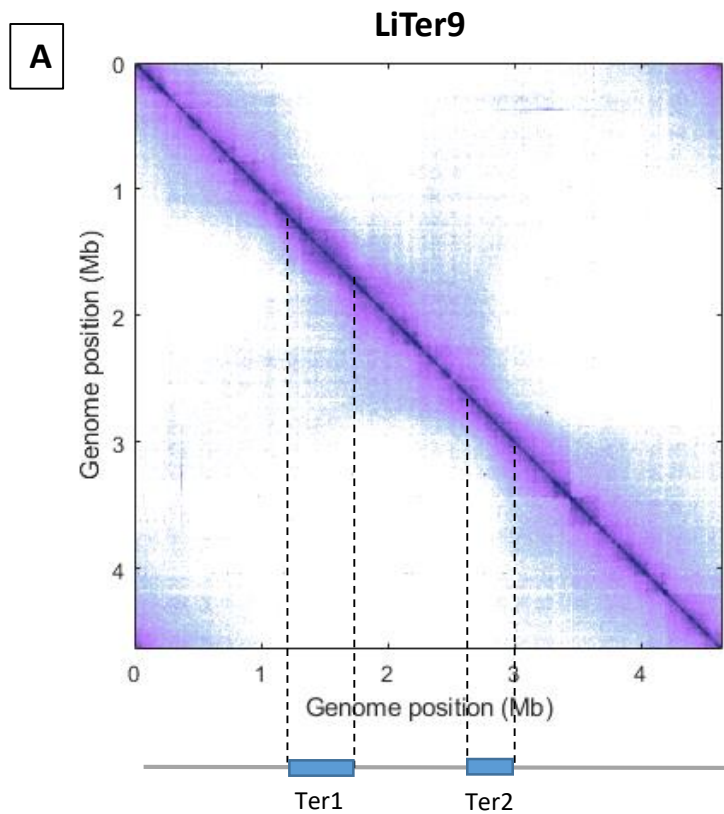 LiTer9
A
0
1
2
3
4
Genome position (Mb)
0 1 2 3 4
Genome position (Mb)
Ter1 Ter2